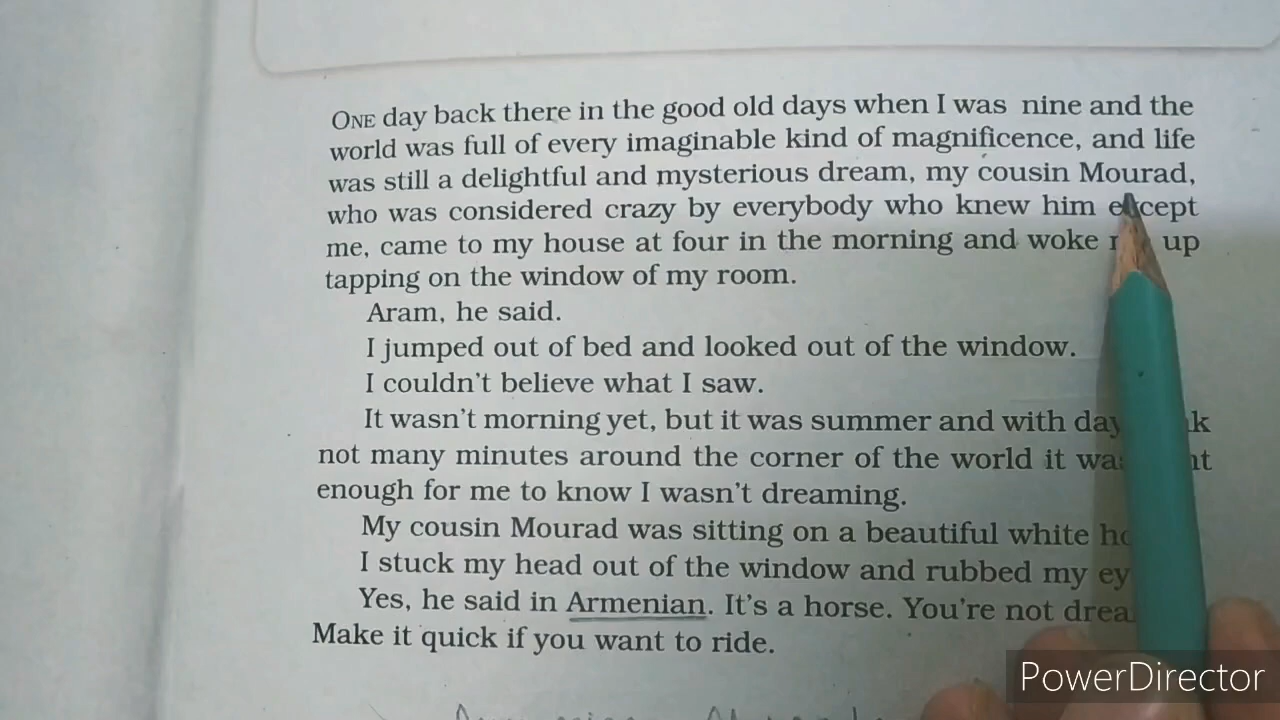 ONE day back there in the good old days when I was nine and the
world was full of every imaginable kind of magnificence, and life
was still a delightful and mysterious dream, my cousin Mourad,
who was considered crazy by everybody who knew him except
me, came to my house at four in the morning and woke up
tapping on the window of my room.
Aram, he said.
I jumped out of bed and looked out of the window.
I couldn't believe what I saw.
It wasn't morning yet, but it was summer and with
not many minutes around the corner of the world it
enough for me to know I wasn't dreaming.
My cousin Mourad was sitting on a beautiful white
I stuck my head out of the window and rubbed my
Yes, he said in Armenian. It's a horse. You're not
Make it quick if you want to ride.
PowerDirector